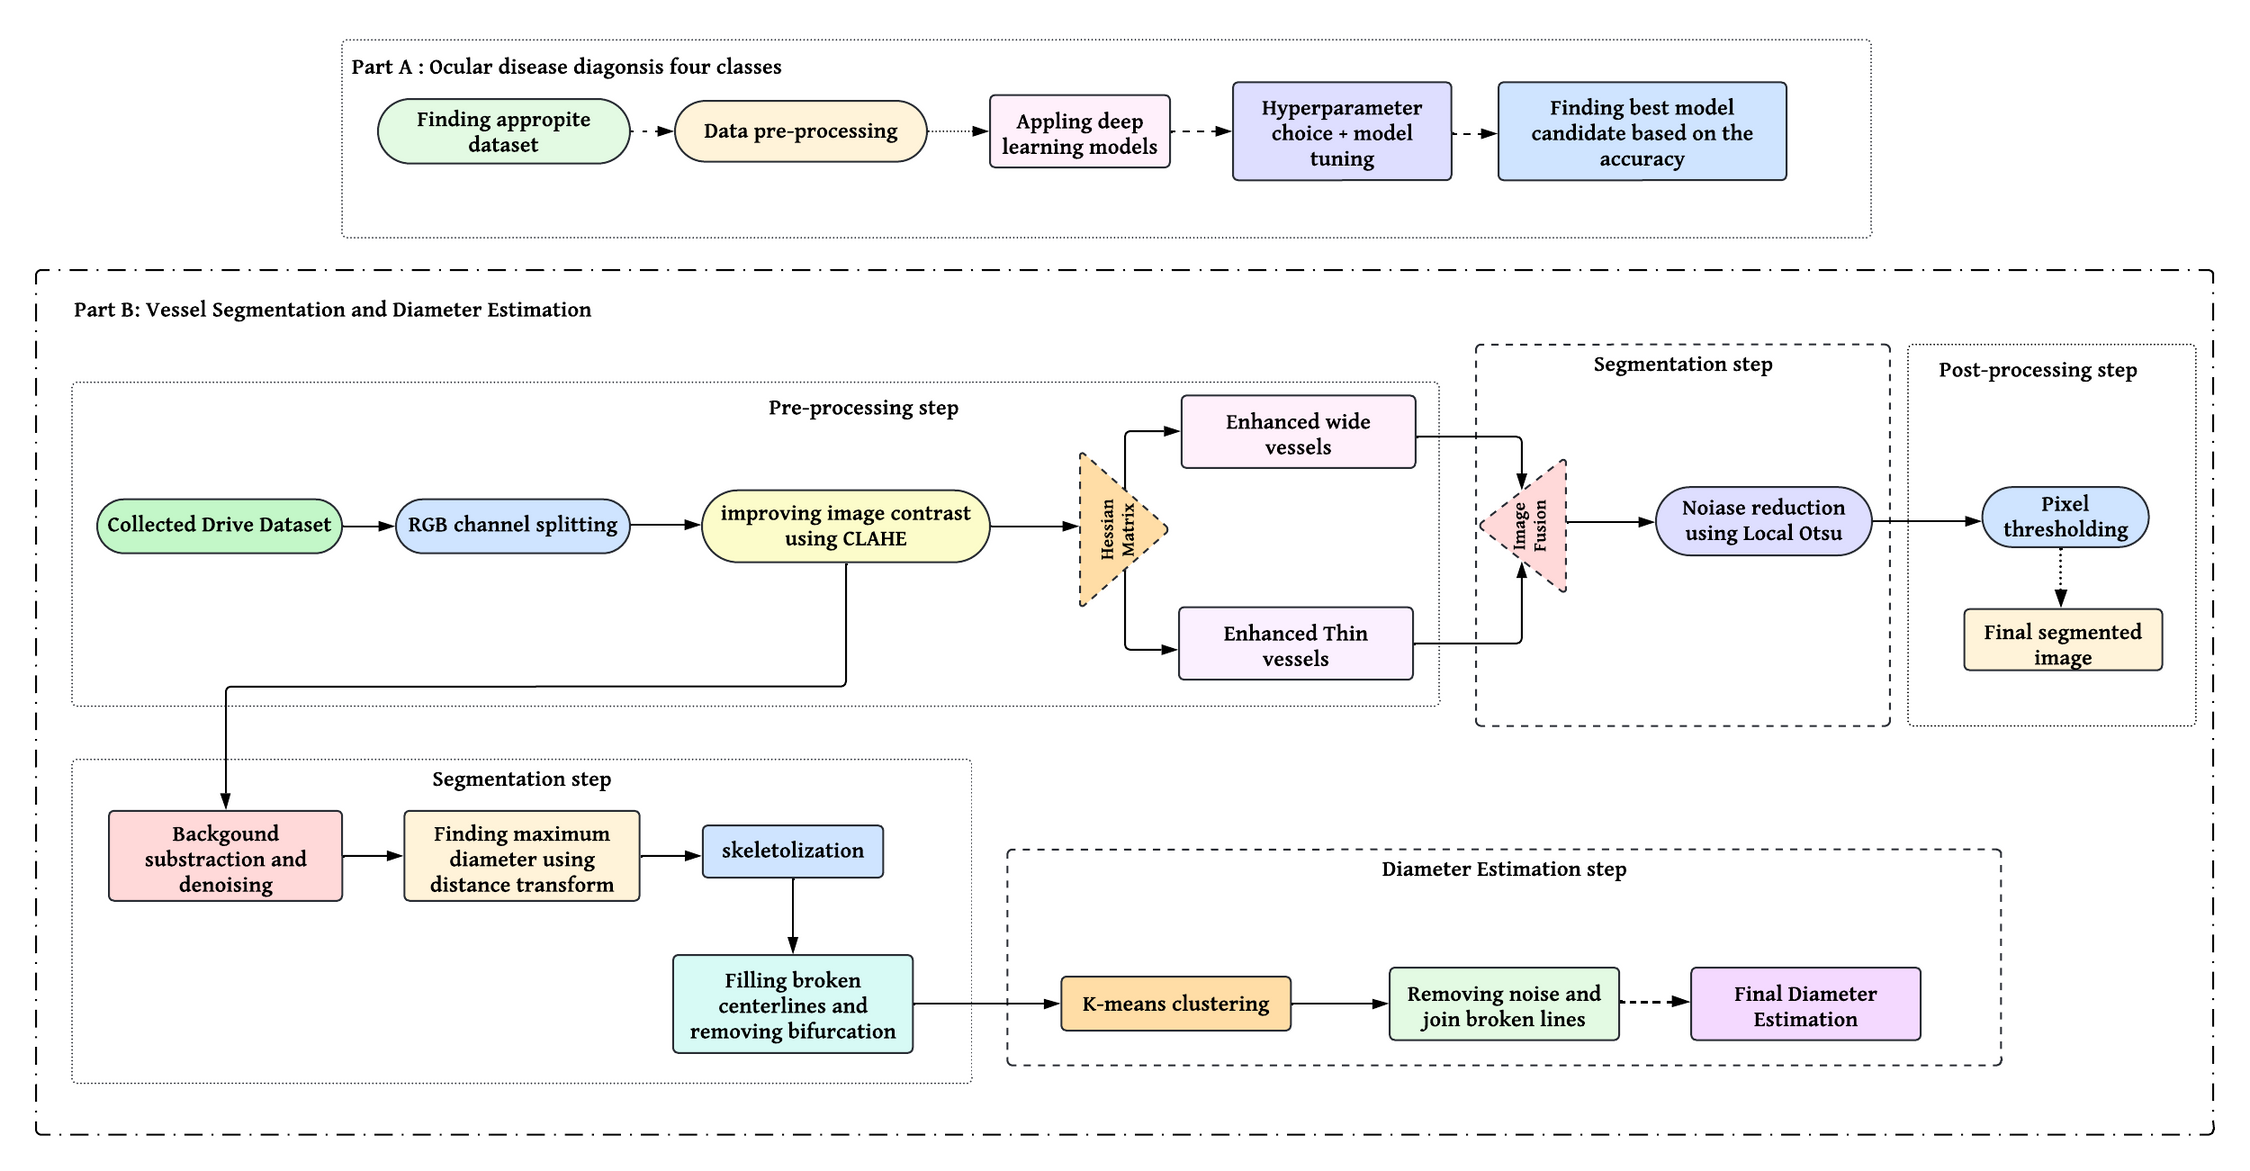 Part A : Ocular disease diagonsis four classes
Finding appropite
dataset
Data pre-processing
Appling deep
learning models
Hyperparameter
choice + model
tuning
Finding best model
candidate based on the
accuracy
Part B: Vessel Segmentation and Diameter Estimation
Pre-processing step
Collected Drive Dataset
RGB channel splitting
improving image contrast
using CLAHE
Hessian
Matrix
Enhanced wide
vessels
Enhanced Thin
vessels
Segmentation step
Image
Fusion
Noiase reduction
using Local Otsu
Post-processing step
Pixel
thresholding
Final segmented
image
Segmentation step
Backgound
substraction and
denoising
Finding maximum
diameter using
distance transform
skeletolization
Filling broken
centerlines and
removing bifurcation
Diameter Estimation step
K-means clustering
Removing noise and
join broken lines
Final Diameter
Estimation